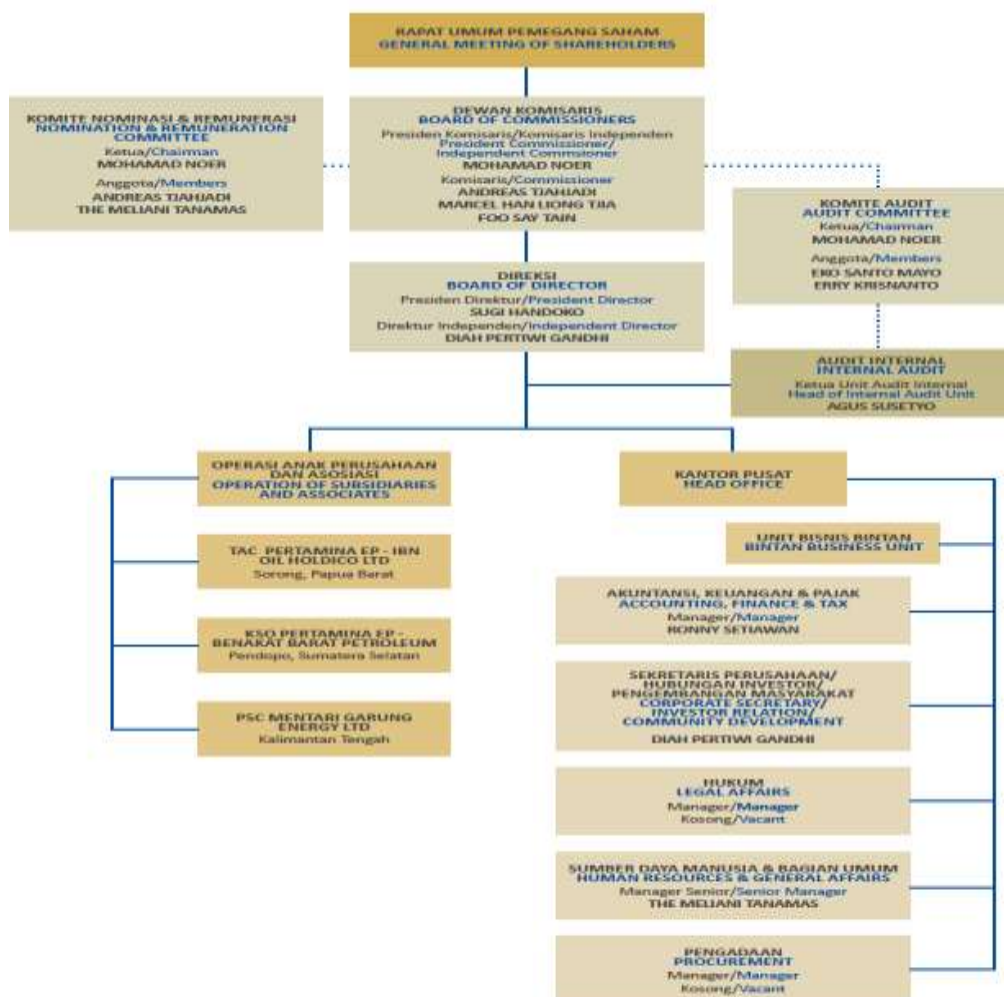 RAPAT UMUM PEMEGANG SAHAM
GENERAL MEETING OF SHAREHOLDERS
KOMITE NOMINASI & REMUNERASI
NOMINATION & REMUNERATION
COMMITTEE
Ketua/Chairman
MOHAMAD NOER
Anggota/Members
ANDREAS TJAHJADI
THE MELIANI TANAMAS
DEWAN KOMISARIS
BOARD OF COMMISSIONERS
Presiden Komisaris/Komisaris Independen
President Commissioner/
Independent Commsioner
MOHAMAD NOER
Komisaris/Commissioner
ANDREAS TJAHJADI
MARCEL HAN LIONG TJIA
FOO SAY TAIN
KOMITE AUDIT
AUDIT COMMITTEE
Ketua/Chairman
MOHAMAD NOER
Anggota/Members
EKO SANTO MAYO
ERRY KRISNANTO
DIREKSI
BOARD OF DIRECTOR
Presiden Direktur/President Director
SUGI HANDOKO
Direktur Independen/Independent Director
DIAH PERTIWI GANDHI
AUDIT INTERNAL
INTERNAL AUDIT
Ketua Unit Audit Internal
Head of Internal Audit Unit
AGUS SUSETYO
OPERASI ANAK PERUSAHAAN
DAN ASOSIASI
OPERATION OF SUBSIDIARIES
AND ASSOCIATES
TAC PERTAMINA EP - IBN
OIL HOLDICO LTD
Sorong, Papua Barat
KSO PERTAMINA EP -
BENAKAT BARAT PETROLEUM
Pendopo, Sumatera Selatan
PSC MENTARI GARUNG
ENERGY LTD
Kalimantan Tengah
KANTOR PUSAT
HEAD OFFICE
UNIT BISNIS BINTAN
BINTAN BUSINESS UNIT
AKUNTANSI, KEUANGAN & PAJAK
ACCOUNTING, FINANCE & TAX
Manager/Manager
RONNY SETIAWAN
SEKRETARIS PERUSAHAAN/
HUBUNGAN INVESTOR/
PENGEMBANGAN MASYARAKAT
CORPORATE SECRETARY/
INVESTOR RELATION/
COMMUNITY DEVELOPMENT
DIAH PERTIWI GANDHI
HUKUM
LEGAL AFFAIRS
Manager/Manager
Kosong/Vacant
SUMBER DAYA MANUSIA & BAGIAN UMUM
HUMAN RESOURCES & GENERAL AFFAIRS
Manager Senior/Senior Manager
THE MELIANI TANAMAS
PENGADAAN
PROCUREMENT
Manager/Manager
Kosong/Vacant